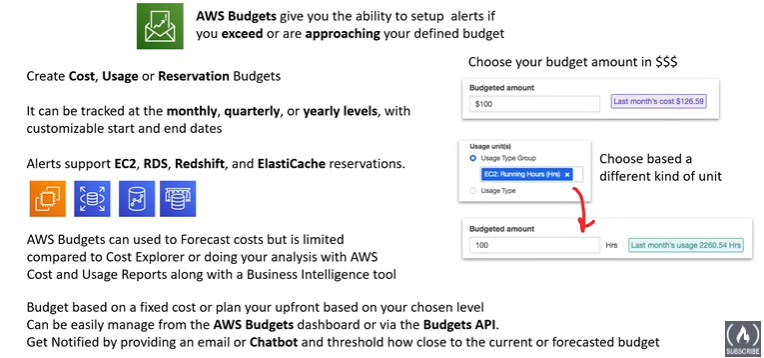 AWS Budgets give you the ability to setup alerts if
you exceed or are approaching your defined budget
Create Cost, Usage or Reservation Budgets
It can be tracked at the monthly, quarterly, or yearly levels, with
customizable start and end dates
Alerts support EC2, RDS, Redshift, and ElastiCache reservations.
AWS Budgets can used to Forecast costs but is limited
compared to Cost Explorer or doing your analysis with AWS
Cost and Usage Reports along with a Business Intelligence tool
Choose your budget amount in $$$
Budgeted amount
$100
Last month's cost $126.59
Usage unit(s)
Usage Type Group
EC2: Running Hours (Hrs) ×
Usage Type
Choose based a
different kind of unit
Budgeted amount
100 Hrs Last month's usage 2260.54 Hrs
Budget based on a fixed cost or plan your upfront based on your chosen level
Can be easily manage from the AWS Budgets dashboard or via the Budgets API.
Get Notified by providing an email or Chatbot and threshold how close to the current or forecasted budget
SUBSCRIBE